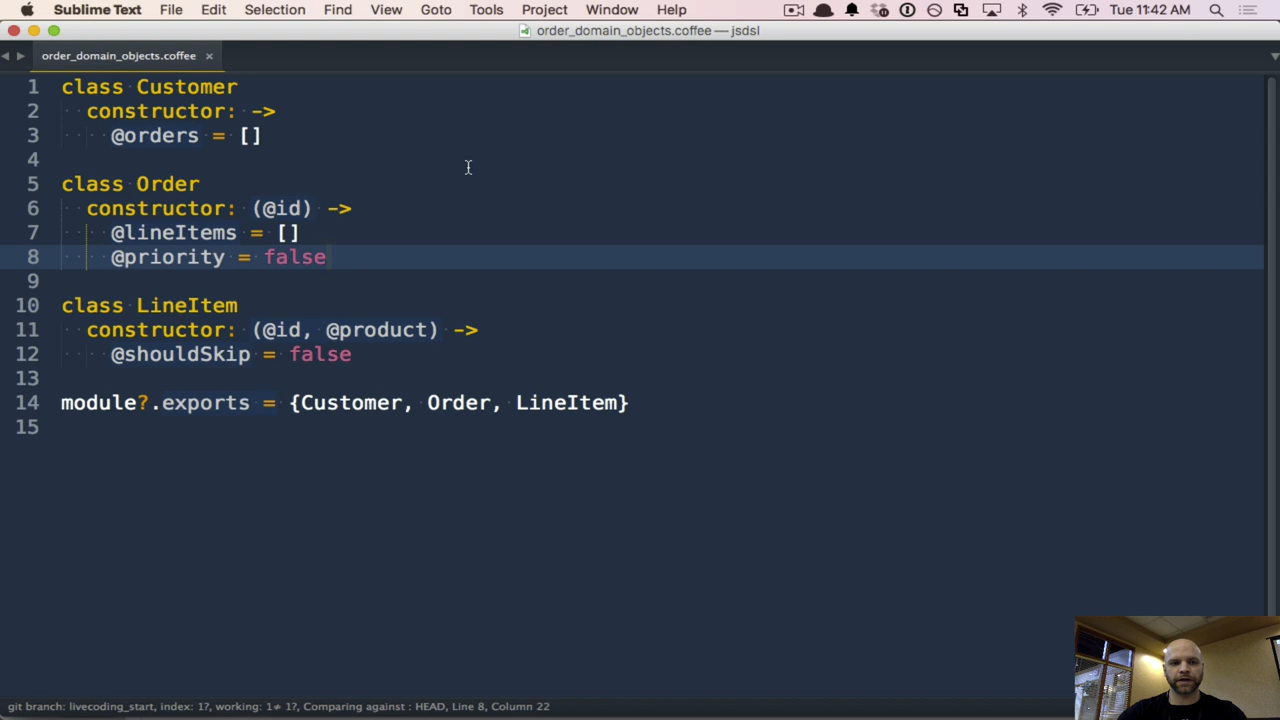 Sublime Text File Edit Selection Find View Goto Tools Project Window Help Tue 11:42 AM
order_domain_objects.coffee — jsdsl
order_domain_objects.coffee ×
1 class Customer
2 constructor: ->
3 @orders = []
4
5 class Order
6 constructor: (@id) ->
7 @lineItems = []
8 @priority = false
9
10 class LineItem
11 constructor: (@id, @product) ->
12 @shouldSkip = false
13
14 module?.exports = {Customer, Order, LineItem}
15
git branch: livecoding_start, index: 1?, working: 1≠ 1?, Comparing against : HEAD, Line 8, Column 22